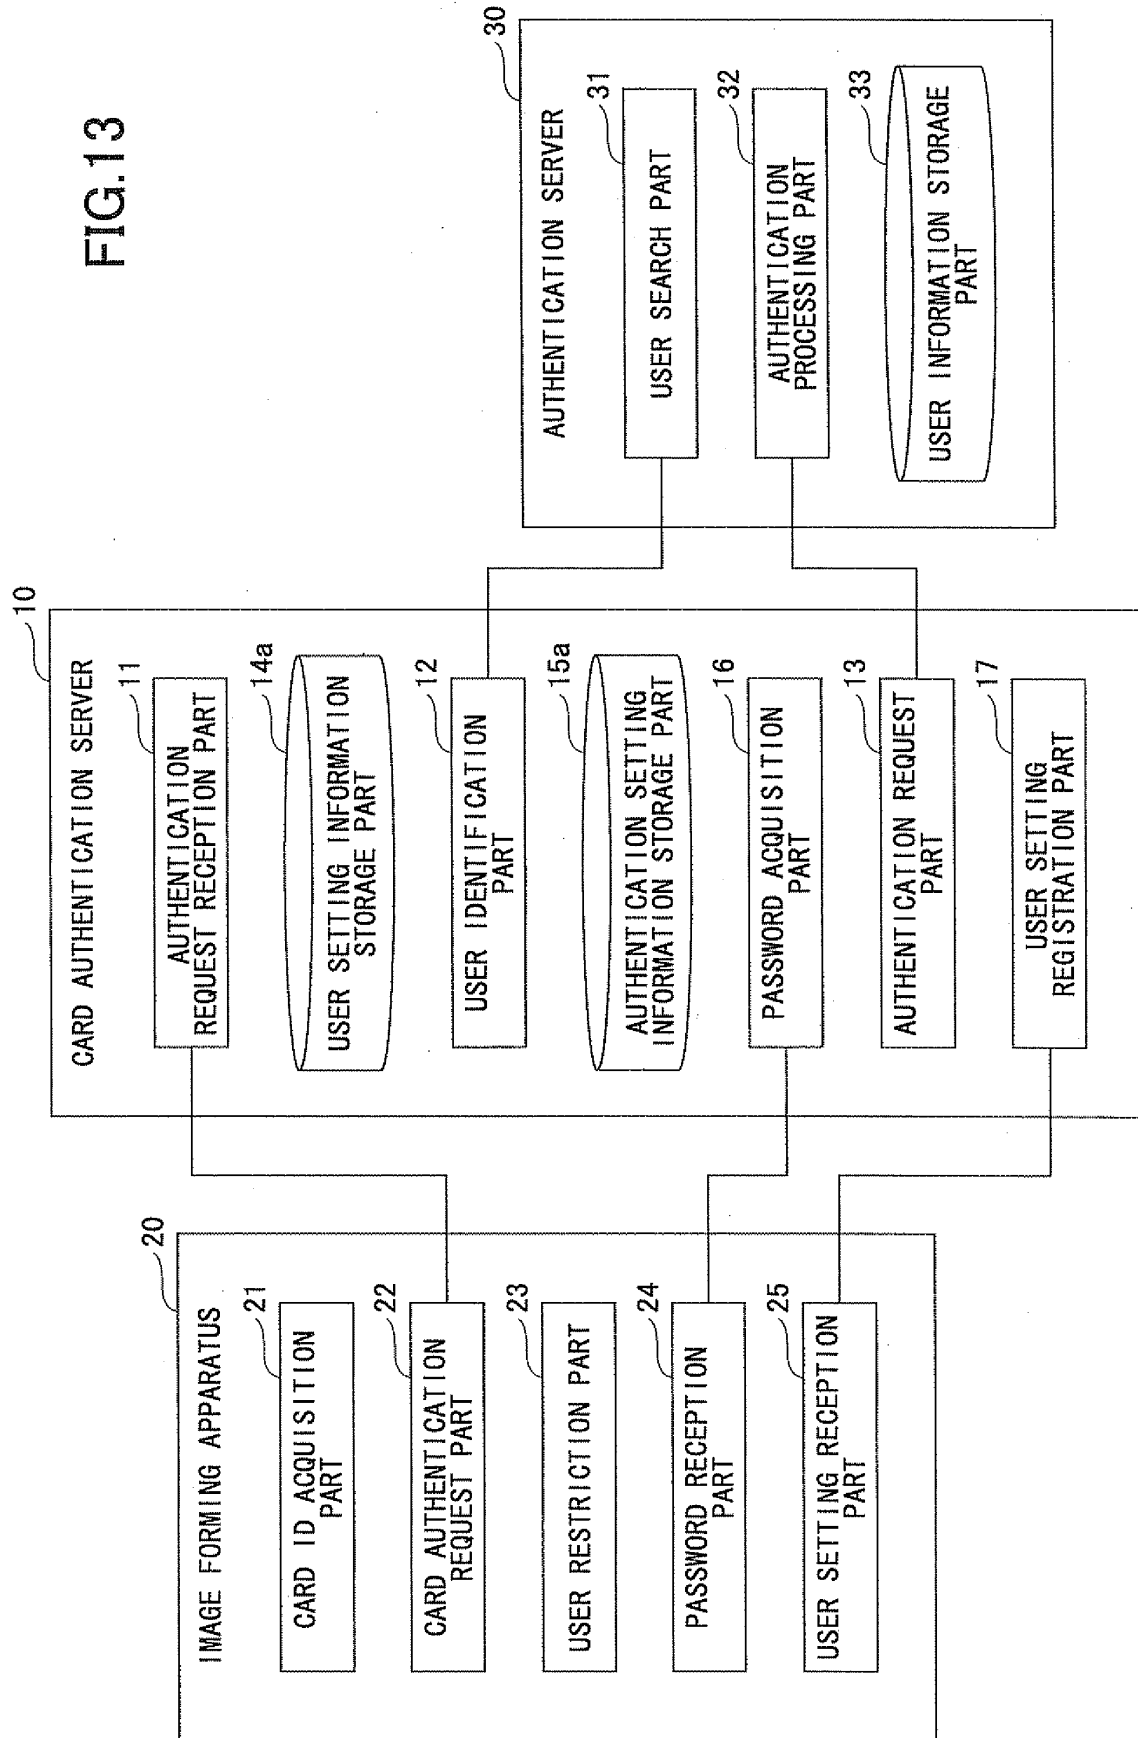 FIG.13
20
IMAGE FORMING APPARATUS
21
CARD ID ACQUISITION
PART
22
CARD AUTHENTICATION
REQUEST PART
23
USER RESTRICTION PART
24
PASSWORD RECEPTION
PART
25
USER SETTING RECEPTION
PART
10
CARD AUTHENTICATION SERVER
11
AUTHENTICATION
REQUEST RECEPTION PART
14a
USER SETTING INFORMATION
STORAGE PART
12
USER IDENTIFICATION
PART
15a
AUTHENTICATION SETTING
INFORMATION STORAGE PART
16
PASSWORD ACQUISITION
PART
13
AUTHENTICATION REQUEST
PART
17
USER SETTING
REGISTRATION PART
30
AUTHENTICATION SERVER
31
USER SEARCH PART
32
AUTHENTICATION
PROCESSING PART
33
USER INFORMATION STORAGE
PART